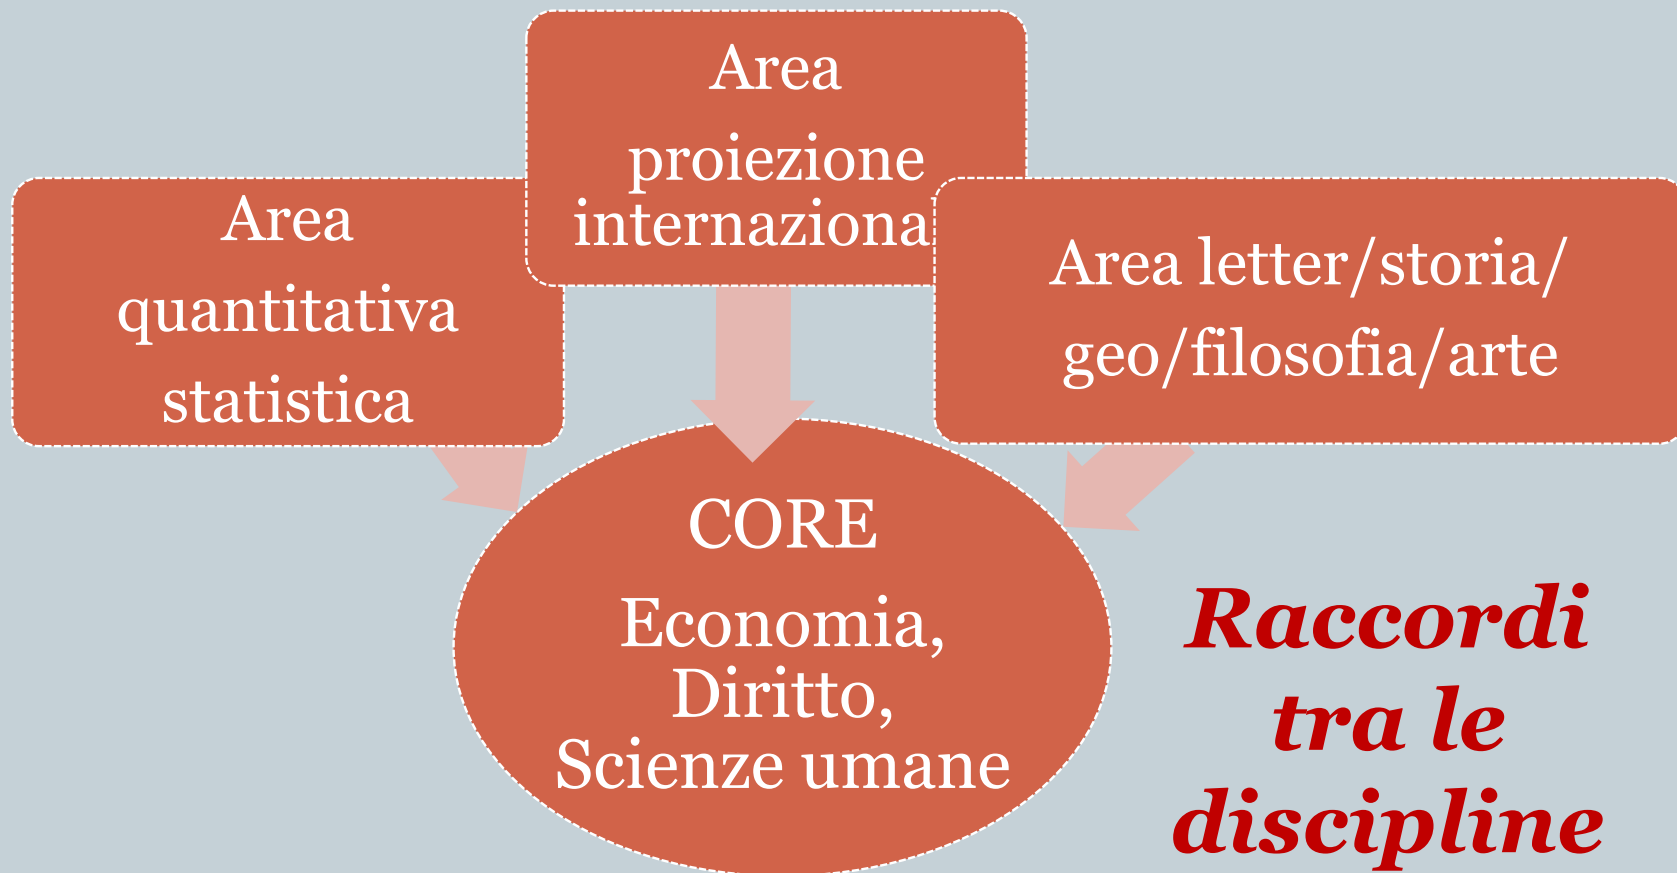 Area
proiezione
internaziona
Area
quantitativa
statistica
Area letter/storia/
geo/filosofia/arte
CORE
Economia,
Diritto,
Scienze umane
Raccordi
tra le
discipline